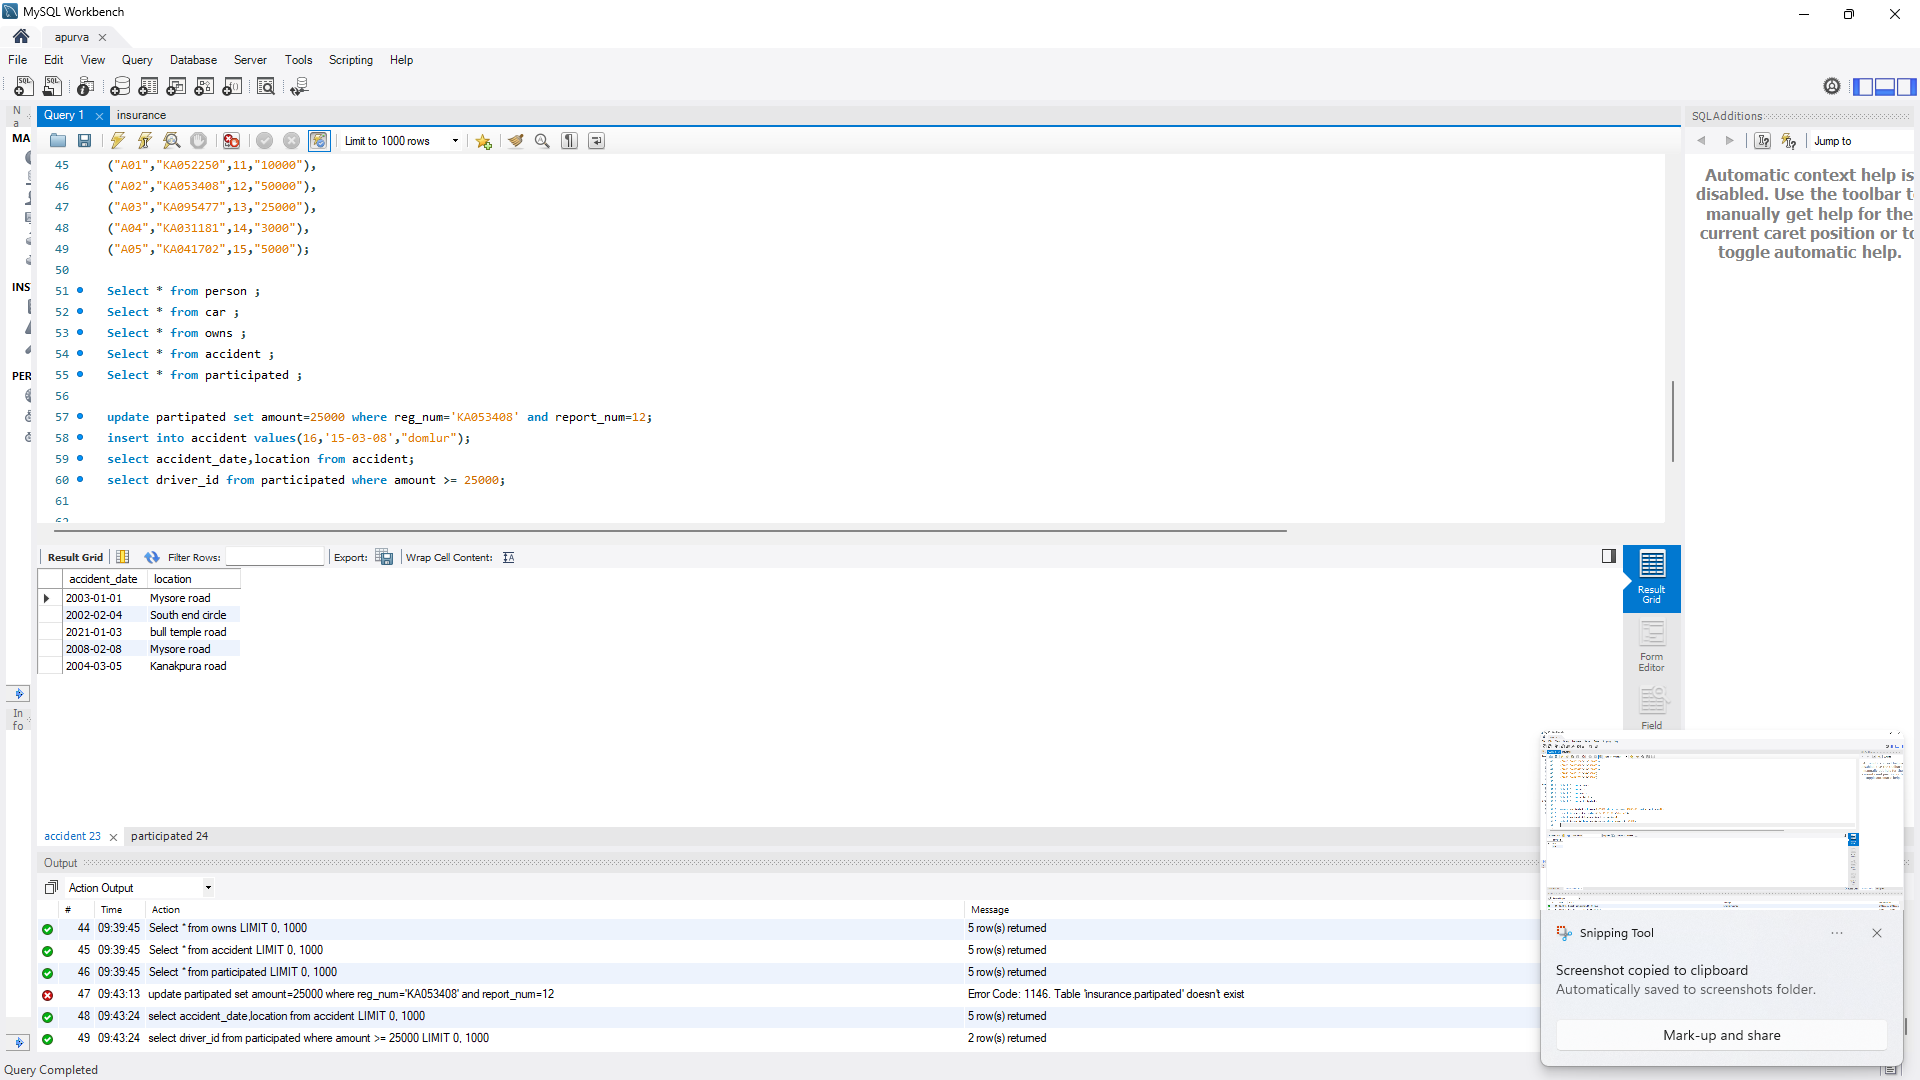 MySQL Workbench
apurva
File Edit View Query Database Server Tools Scripting Help
Query 1 insurance
SQLAdditions
Limit to 1000 rows
Jump to
Automatic context help is
disabled. Use the toolbar t
manually get help for the
current caret position or to
toggle automatic help.
N
a
MA
INS
PER
In
fo
45 ("A01","KA052250",11,"10000"),
46 ("A02","KA053408",12,"50000"),
47 ("A03","KA095477",13,"25000"),
48 ("A04","KA031181",14,"3000"),
49 ("A05","KA041702",15,"5000");
50
51 Select * from person ;
52 Select * from car ;
53 Select * from owns ;
54 Select * from accident ;
55 Select * from participated ;
56
57 update partipated set amount=25000 where reg_num='KA053408' and report_num=12;
58 insert into accident values(16,'15-03-08',"domlur");
59 select accident_date,location from accident;
60 select driver_id from participated where amount >= 25000;
61
62
Result Grid Filter Rows: Export: Wrap Cell Content:
accident_date location
2003-01-01 Mysore road
2002-02-04 South end circle
2021-01-03 bull temple road
2008-02-08 Mysore road
2004-03-05 Kanakpura road
Result
Grid
Form
Editor
Field
accident 23 participated 24
Output
Action Output
# Time Action Message
44 09:39:45 Select * from owns LIMIT 0, 1000 5 row(s) returned
45 09:39:45 Select * from accident LIMIT 0, 1000 5 row(s) returned
46 09:39:45 Select * from participated LIMIT 0, 1000 5 row(s) returned
47 09:43:13 update partipated set amount=25000 where reg_num='KA053408' and report_num=12 Error Code: 1146. Table 'insurance.partipated' doesn't exist
48 09:43:24 select accident_date,location from accident LIMIT 0, 1000 5 row(s) returned
49 09:43:24 select driver_id from participated where amount >= 25000 LIMIT 0, 1000 2 row(s) returned
Snipping Tool
Screenshot copied to clipboard
Automatically saved to screenshots folder.
Mark-up and share
Query Completed